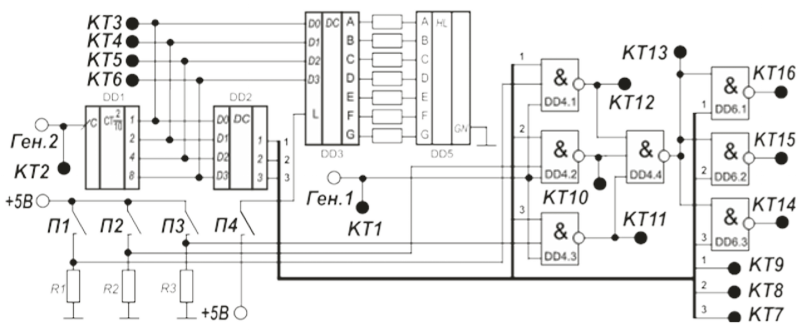 КТ3
КТ4
КТ5
КТ6
D0 DC A
D1 B
D2 C
D3 D
E
F
L G
DD3
A HL
B
C
D
E
F
G GN
DD5
DD1
C CT 2/10 1
2
4
8
DD2
D0 DC
D1 1
D2 2
D3 3
1
2
3
Ген.2
КТ2
+5В
П1 П2 П3 П4
R1 R2 R3
+5В
Ген.1
КТ1
1
&
DD4.1
КТ12
2
&
DD4.2
КТ10
3
&
DD4.3
КТ11
&
DD4.4
КТ13
&
1
DD6.1
КТ16
&
2
DD6.2
КТ15
&
3
DD6.3
КТ14
1 КТ9
2 КТ8
3 КТ7